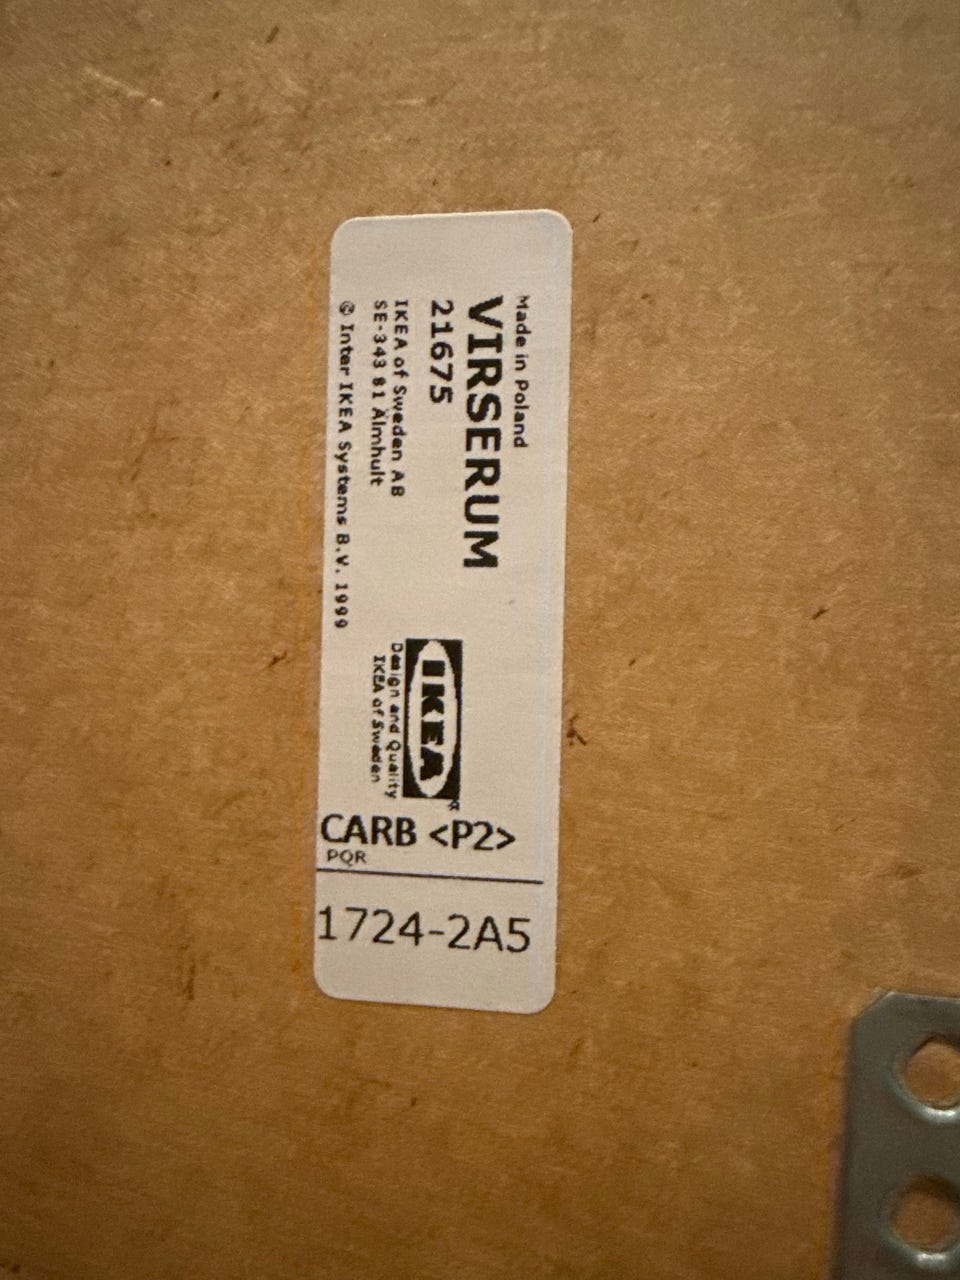 Made in Poland
VIRSERUM
21675
IKEA of Sweden AB
SE-343 81 Älmhult
© Inter IKEA Systems B.V. 1999
IKEA®
Design and Quality
IKEA of Sweden
CARB <P2>
PQR
1724-2A5